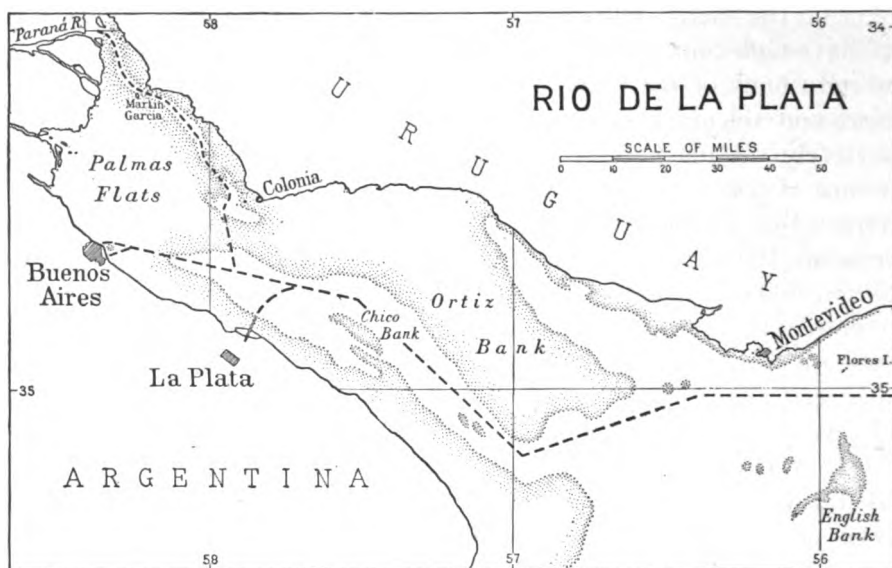 58
57
56
34
Paraná R.
Martin
Garcia
URUGUAY
RIO DE LA PLATA
SCALE OF MILES
0 10 20 30 40 50
Palmas
Flats
Colonia
Buenos
Aires
Ortiz
Bank
Chico
Bank
Montevideo
La Plata
Flores I.
35
35
ARGENTINA
English
Bank
58
57
56